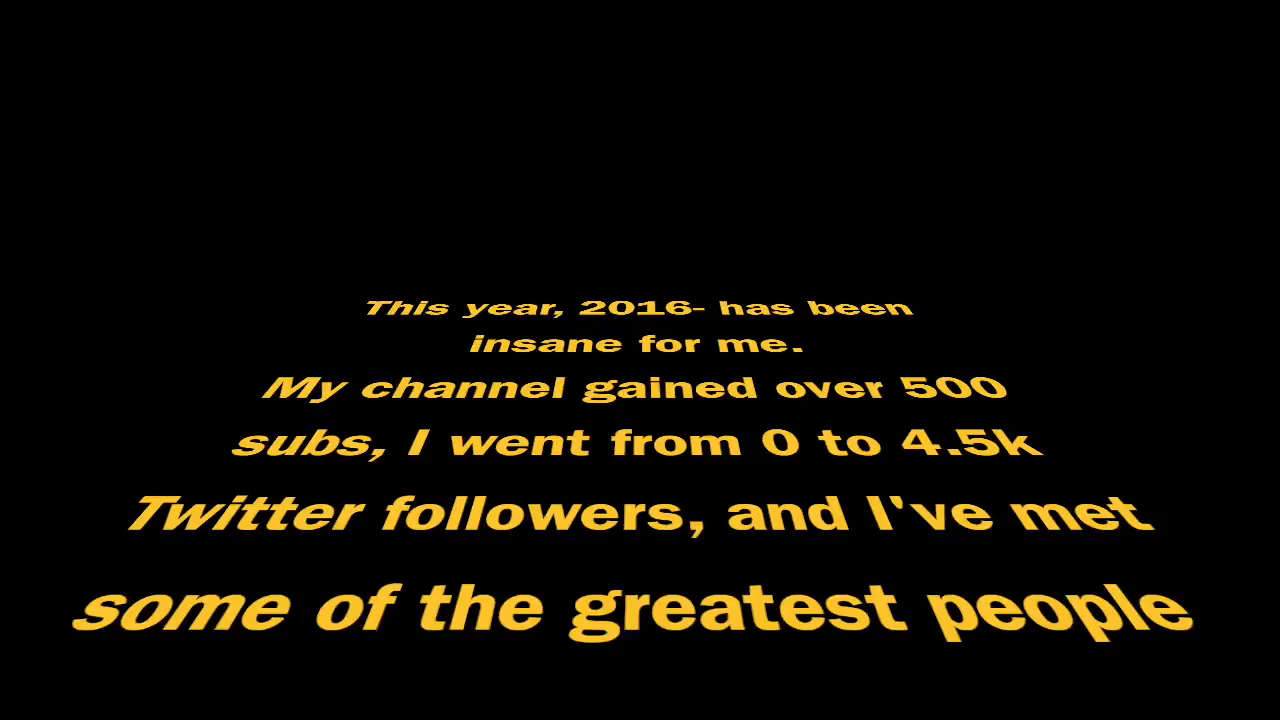 This year, 2016- has been
insane for me.
My channel gained over 500
subs, I went from 0 to 4.5k
Twitter followers, and I've met
some of the greatest people